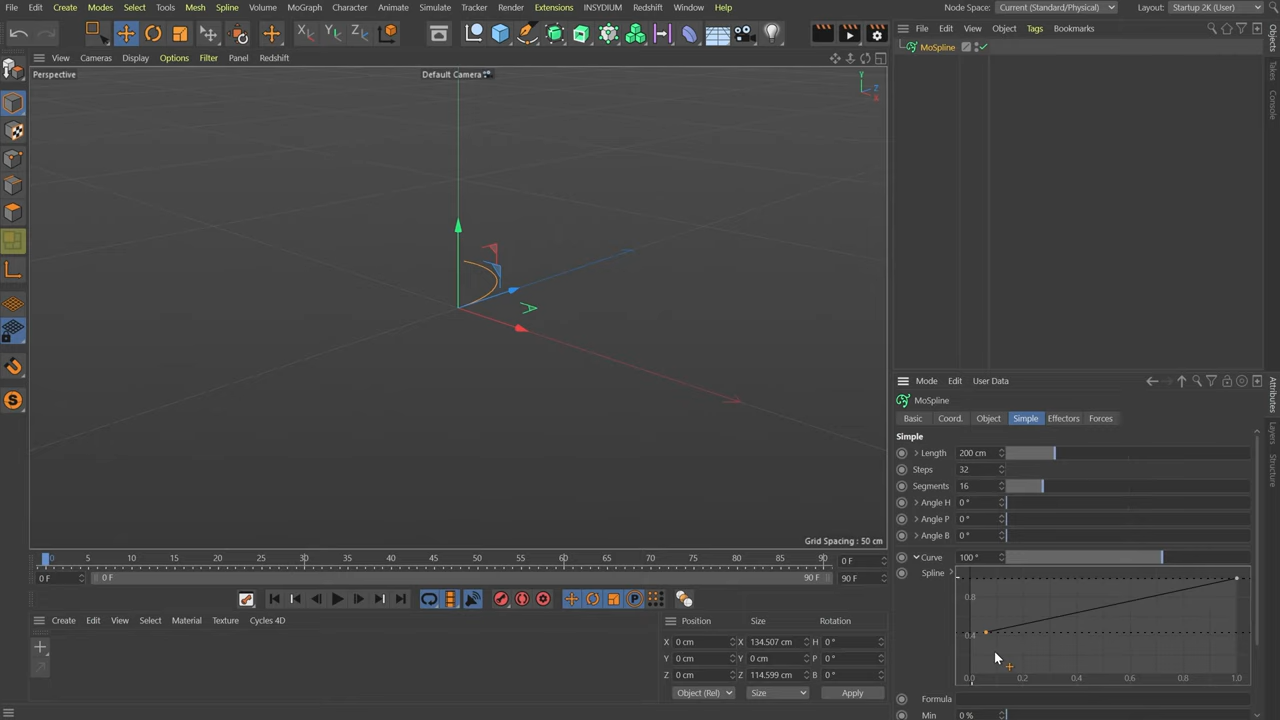 File Edit Create Modes Select Tools Mesh Spline Volume MoGraph Character Animate Simulate Tracker Render Extensions INSYDIUM Redshift Window Help Node Space: Current (Standard/Physical) Layout: Startup 2K (User)
X Y Z
File Edit View Object Tags Bookmarks
View Cameras Display Options Filter Panel Redshift
MoSpline
Perspective
Default Camera
Y
Z
X
Objects
Takes
Console
Mode Edit User Data
MoSpline
Basic Coord. Object Simple Effectors Forces
Simple
Length 200 cm
Steps 32
Segments 16
Angle H 0 °
Angle P 0 °
Angle B 0 °
Curve 100 °
Spline
0.8
0.4
0.0 0.2 0.4 0.6 0.8 1.0
Formula
Min 0 %
Attributes
Layers
Structure
Grid Spacing : 50 cm
0 5 10 15 20 25 30 35 40 45 50 55 60 65 70 75 80 85 90 0 F
0 F 0 F 90 F 90 F
P
Create Edit View Select Material Texture Cycles 4D
Position Size Rotation
X 0 cm X 134.507 cm H 0 °
Y 0 cm Y 0 cm P 0 °
Z 0 cm Z 114.599 cm B 0 °
Object (Rel) Size Apply